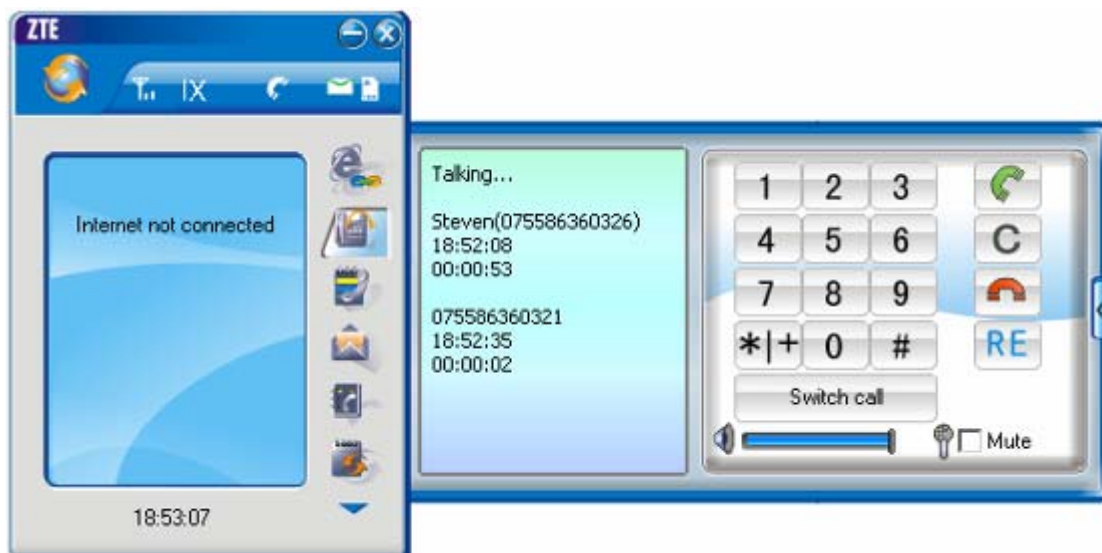 ZTE
IX
Internet not connected
18:53:07
Talking...
Steven(075586360326)
18:52:08
00:00:53
075586360321
18:52:35
00:00:02
1 2 3
4 5 6 C
7 8 9
*|+ 0 # RE
Switch call
Mute